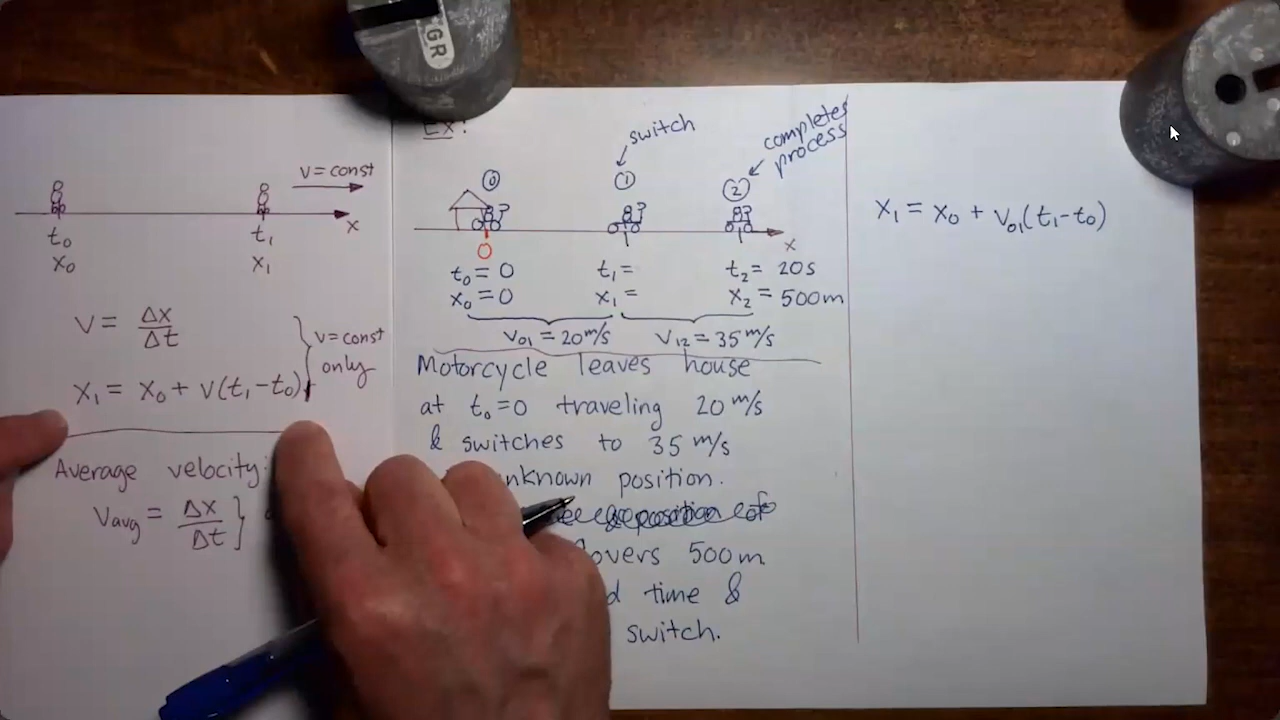 GR
v = const
t₀
x₀
t₁
x₁
x
V = Δx/Δt
x₁ = x₀ + v(t₁-t₀)
v=const
only
Average velocity:
Vavg = Δx/Δt
Ex:
switch
completes
process
0
1
2
0
x
t₀ = 0
t₁ =
t₂ = 20s
x₀ = 0
x₁ =
x₂ = 500m
V₀₁ = 20 m/s
V₁₂ = 35 m/s
Motorcycle leaves house
at t₀=0 traveling 20 m/s
& switches to 35 m/s
unknown position.
covers 500m
time &
switch.
x₁ = x₀ + v₀₁(t₁-t₀)